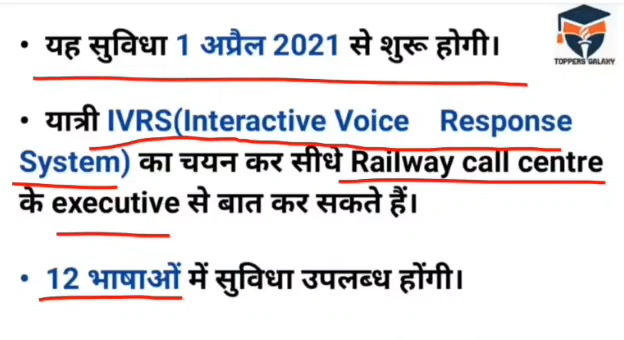 • यह सुविधा 1 अप्रैल 2021 से शुरू होगी।
TOPPERS GALAXY
• यात्री IVRS(Interactive Voice Response
System) का चयन कर सीधे Railway call centre
के executive से बात कर सकते हैं।
• 12 भाषाओं में सुविधा उपलब्ध होंगी।